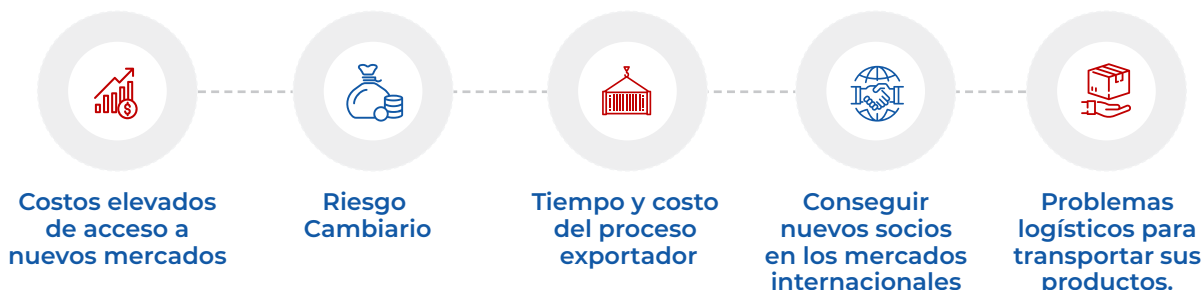 Costos elevados
de acceso a
nuevos mercados
Riesgo
Cambiario
Tiempo y costo
del proceso
exportador
Conseguir
nuevos socios
en los mercados
internacionales
Problemas
logísticos para
transportar sus
productos.